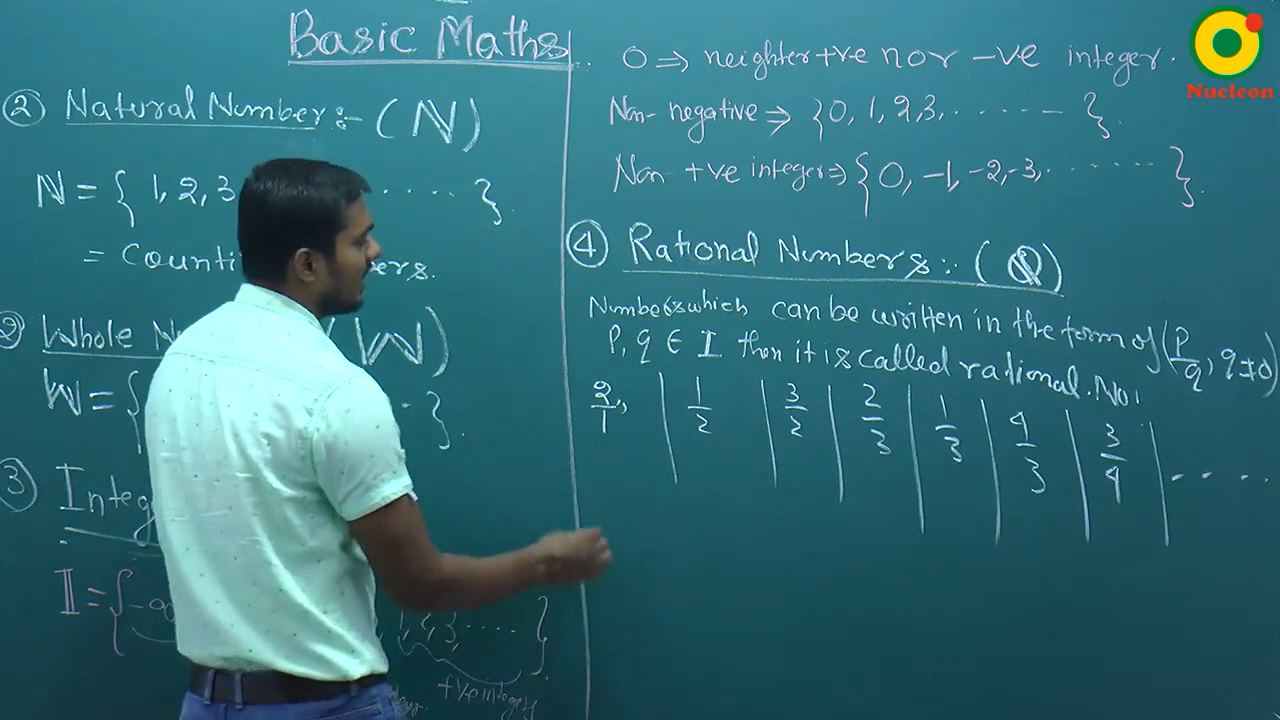 Basic Maths
② Natural Number :- (N)
N = { 1, 2, 3 ..... }
= Counti
② Whole N (W)
W = { - }.
③ Integ
I = { -∞ 1, 2, 3, ..... }
+ve integers
0 ⇒ neighter +ve nor -ve integer.
Non-negative ⇒ {0, 1, 2, 3, ..... - }.
Non +ve integer ⇒ {0, -1, -2, -3, ...... }.
④ Rational Numbers :- (Q)
Numbers which can be written in the form of (P/q, q≠0)
P, q ∈ I then it is called rational. No.
2/1, | 1/2 | 3/2 | 2/3 | 1/3 | 4/3 | 3/4 | ....
Nucleon